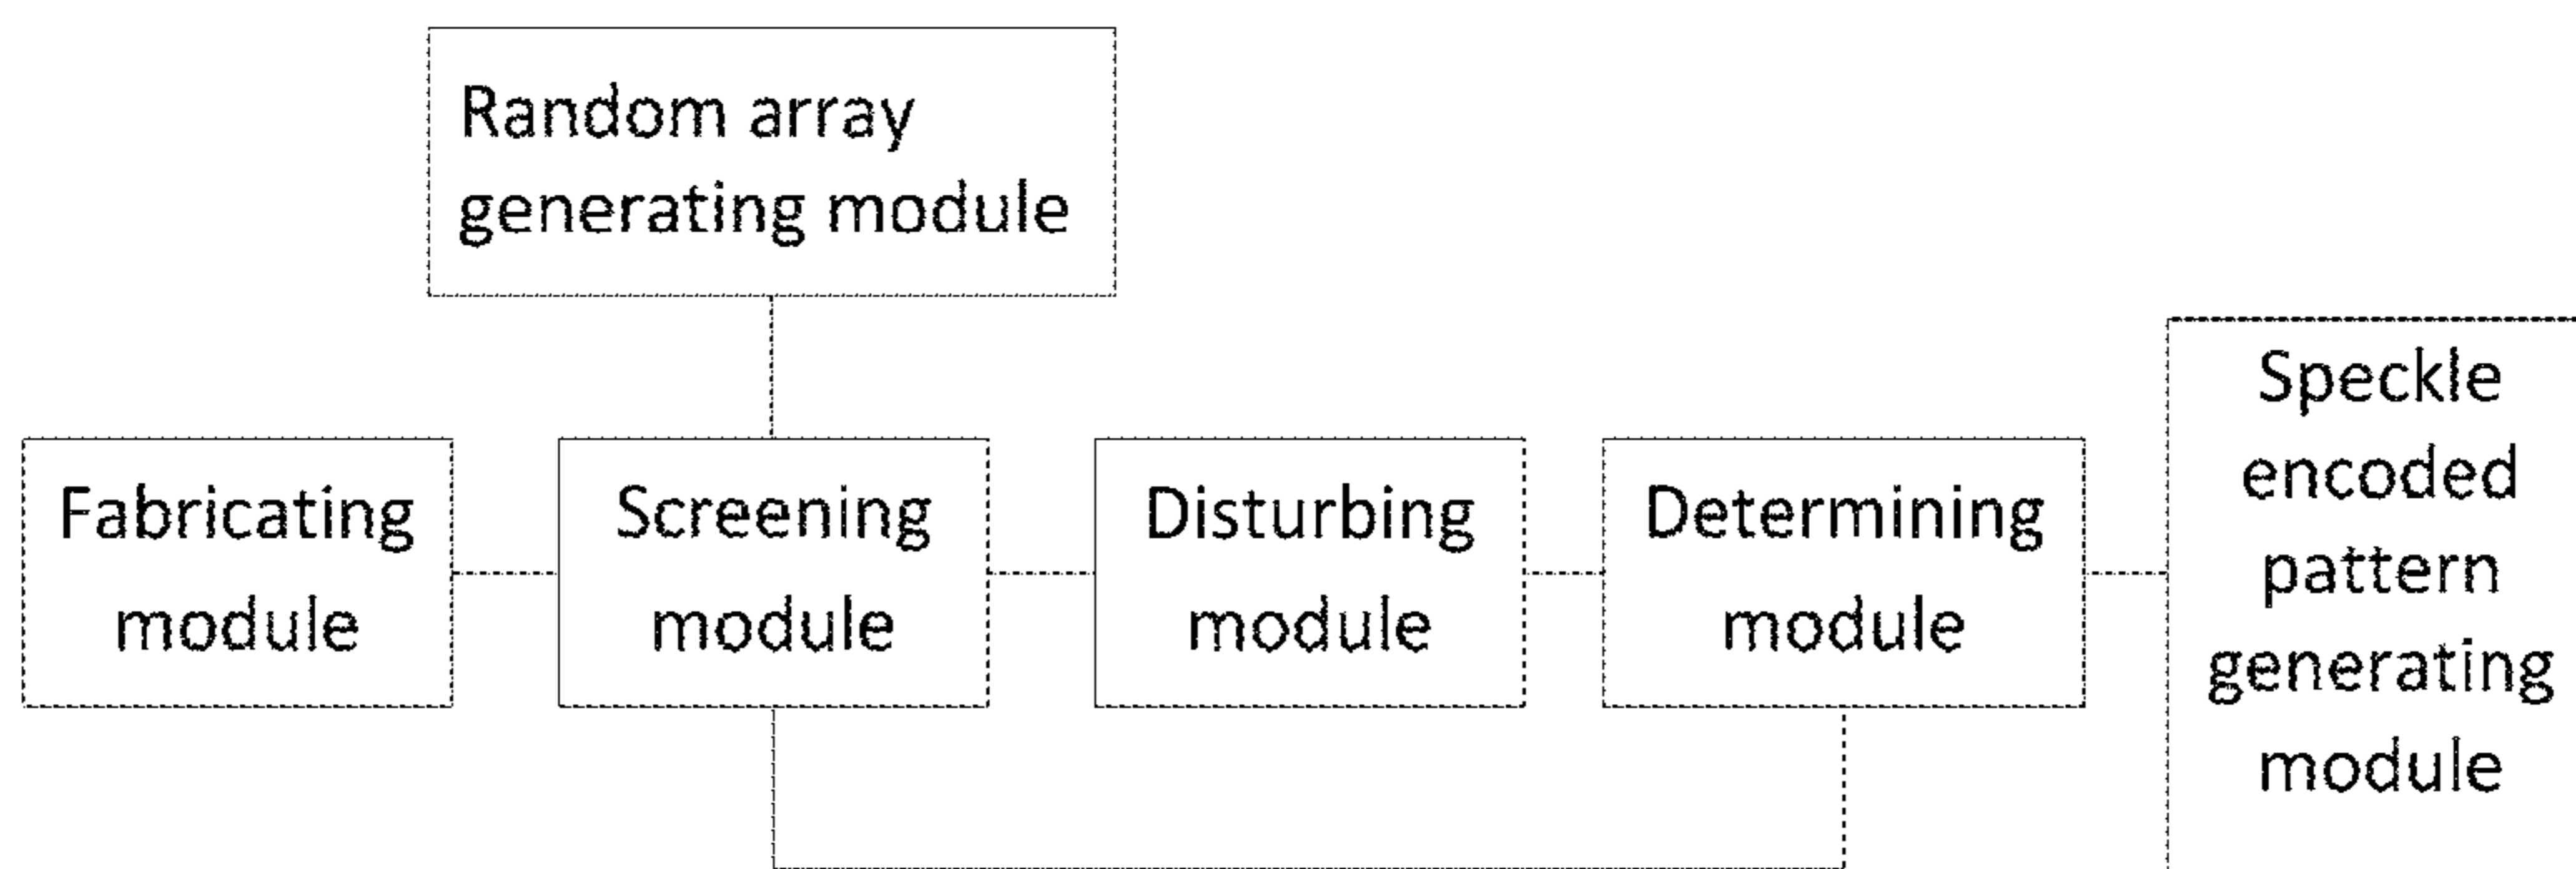 Random array
generating module
Fabricating
module
Screening
module
Disturbing
module
Determining
module
Speckle
encoded
pattern
generating
module